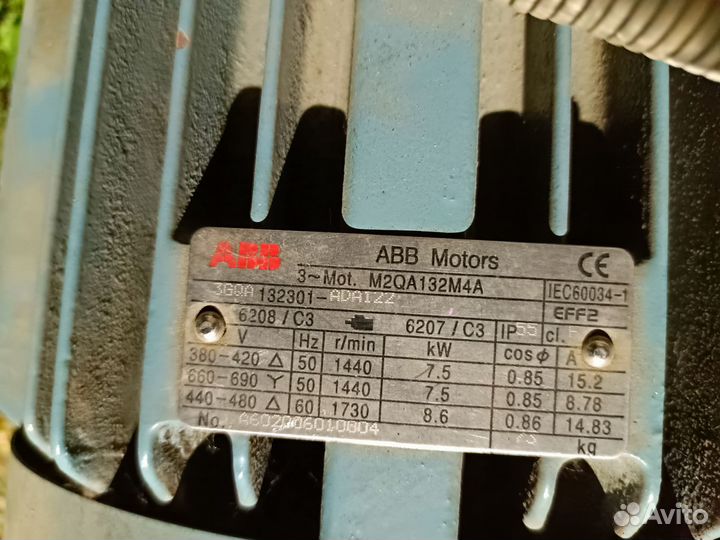 ABB ABB Motors CE
3~Mot. M2QA132M4A IEC60034-1
3GQA 132301-ADA122 EFF2
6208/C3 6207/C3 IP55 cl. F
V Hz r/min kW cosϕ A
380-420 Δ 50 1440 7.5 0.85 15.2
660-690 Y 50 1440 7.5 0.85 8.78
440-480 Δ 60 1730 8.6 0.86 14.83
No. kg
Avito